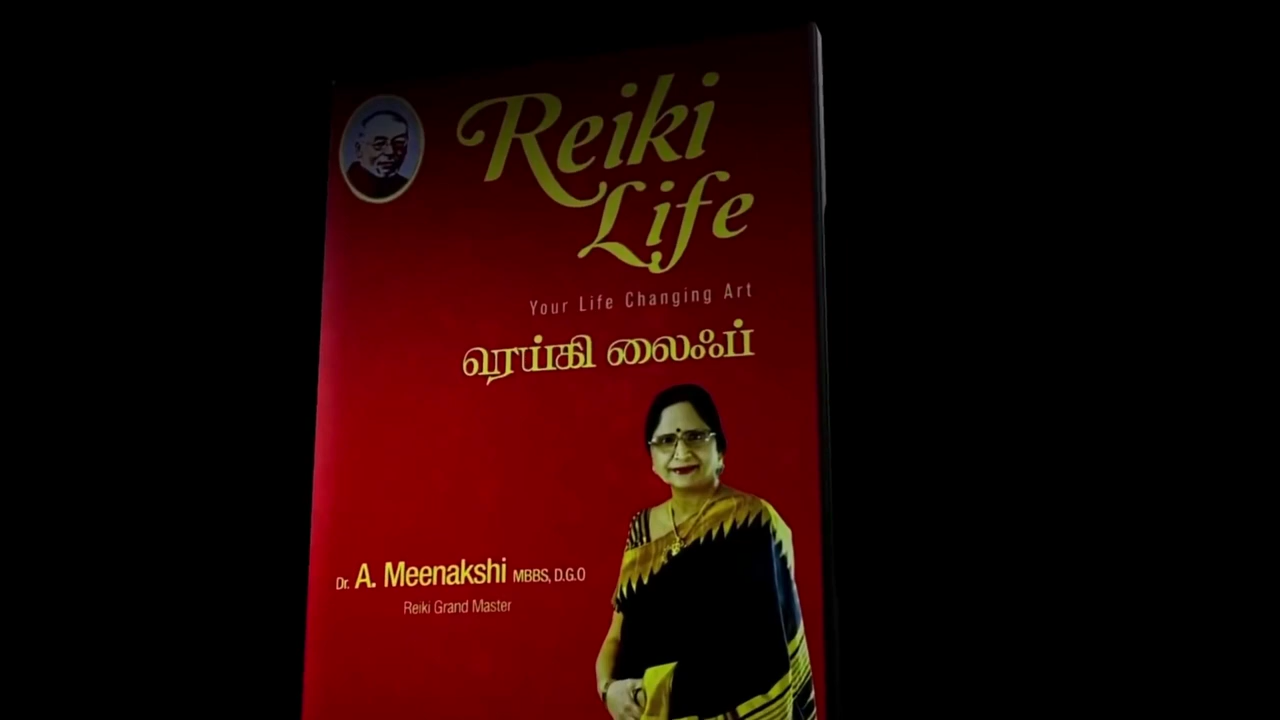 Reiki
Life
Your Life Changing Art
ரெய்கி லைஃப்
Dr. A. Meenakshi MBBS, D.G.O
Reiki Grand Master